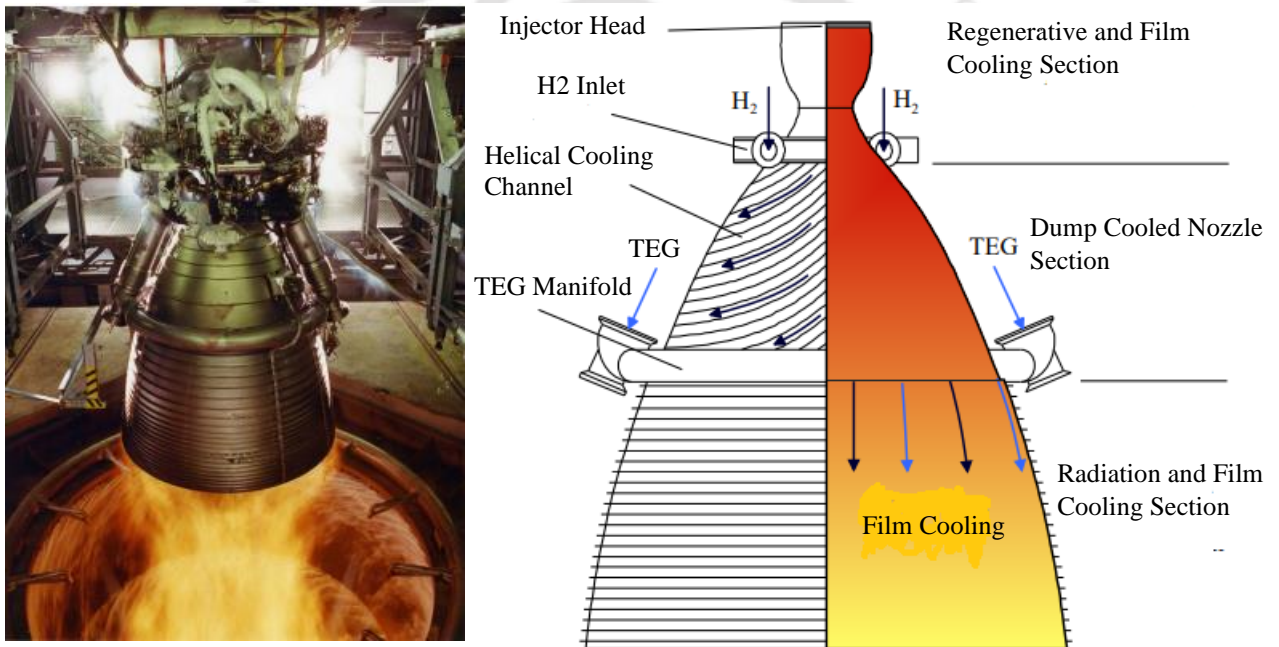 Injector Head
Regenerative and Film
Cooling Section
H2 Inlet
H₂
H₂
Helical Cooling
Channel
Dump Cooled Nozzle
Section
TEG
TEG
TEG Manifold
Radiation and Film
Cooling Section
Film Cooling